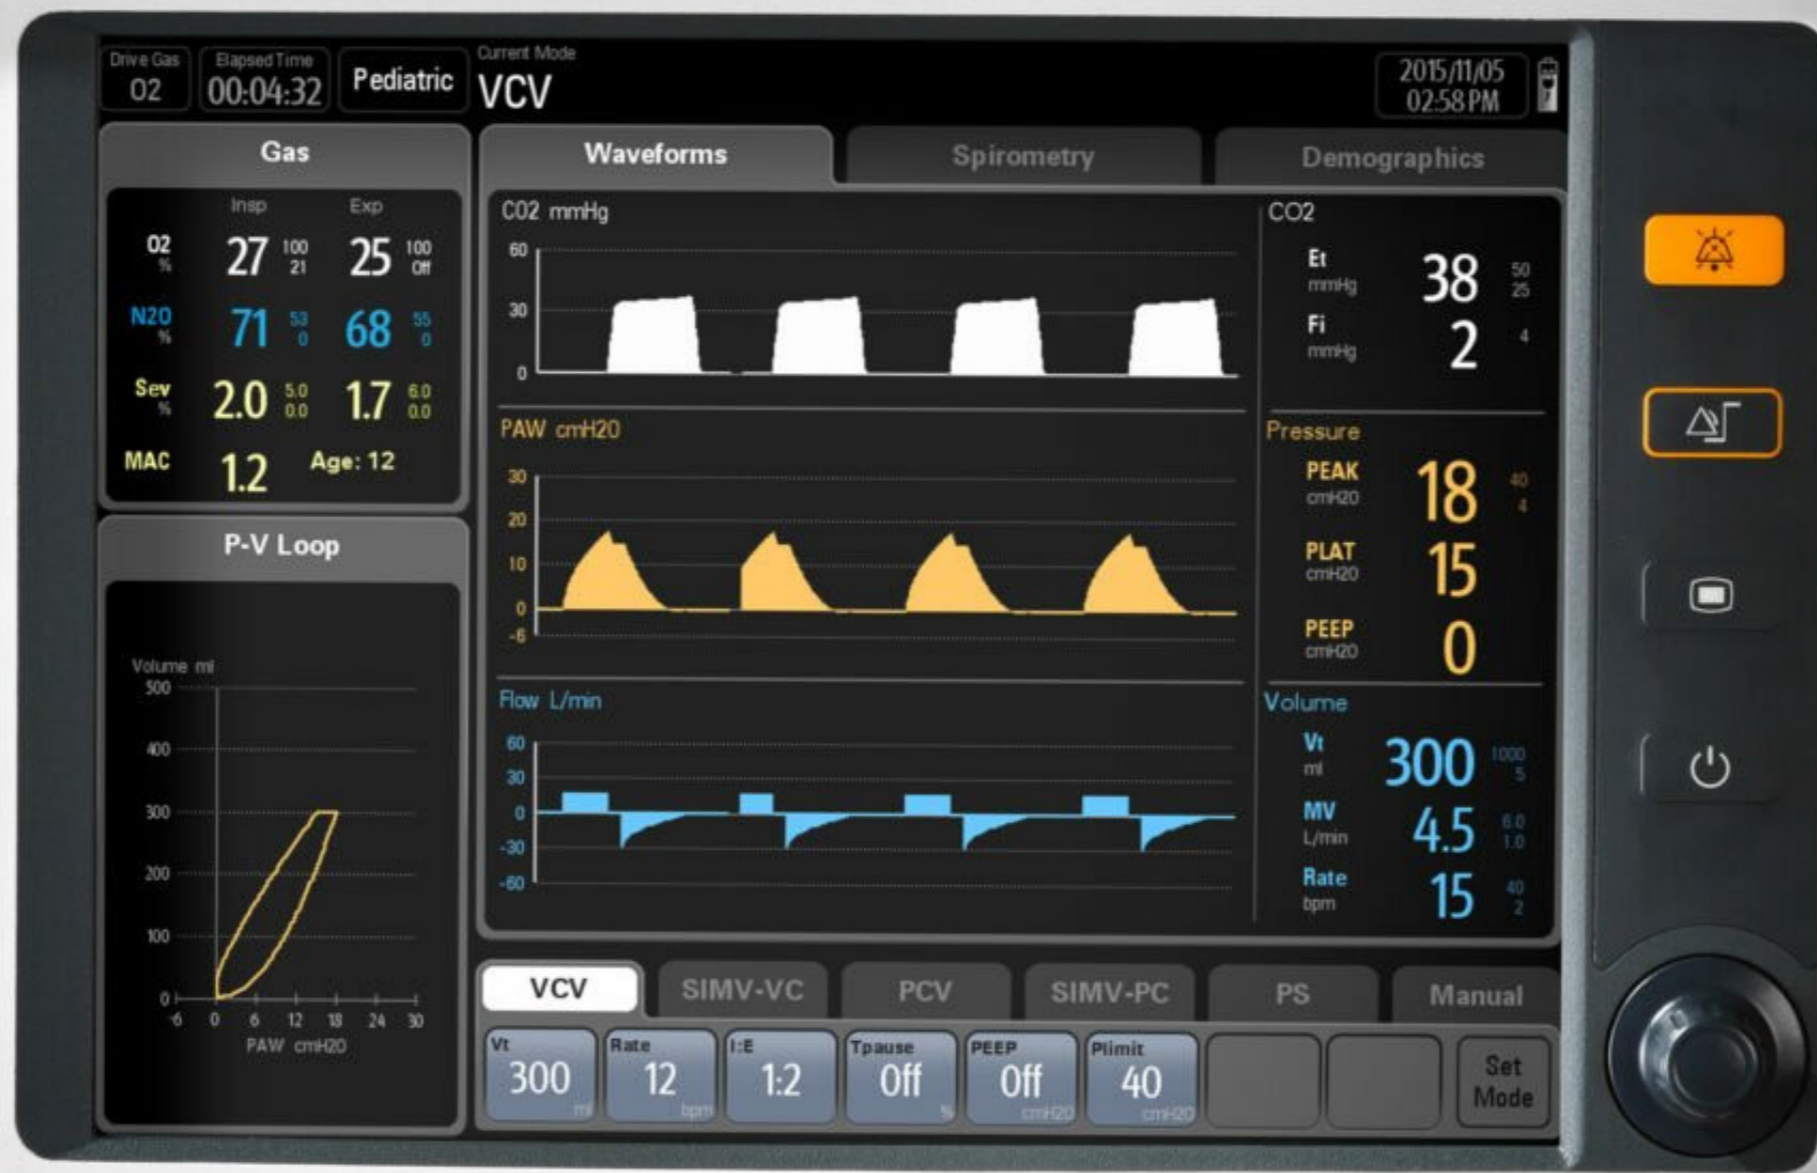 Drive Gas
O2
Elapsed Time
00:04:32
Pediatric
Current Mode
VCV
2015/11/05
02:58 PM
Gas
Insp Exp
O2 % 27 100 21 25 100 Off
N2O % 71 53 0 68 55 0
Sev % 2.0 5.0 0.0 1.7 6.0 0.0
MAC 1.2 Age: 12
P-V Loop
Volume ml
500
400
300
200
100
0
-6 0 6 12 18 24 30
PAW cmH2O
Waveforms
Spirometry
Demographics
CO2 mmHg
60
30
0
CO2
Et mmHg 38 50 25
Fi mmHg 2 4
PAW cmH2O
30
20
10
0
-6
Pressure
PEAK cmH2O 18 40 4
PLAT cmH2O 15
PEEP cmH2O 0
Flow L/min
60
30
0
-30
-60
Volume
Vt ml 300 1000 5
MV L/min 4.5 6.0 1.0
Rate bpm 15 40 2
VCV SIMV-VC PCV SIMV-PC PS Manual
Vt 300 ml
Rate 12 bpm
I:E 1:2
Tpause Off %
PEEP Off cmH2O
Plimit 40 cmH2O
Set
Mode